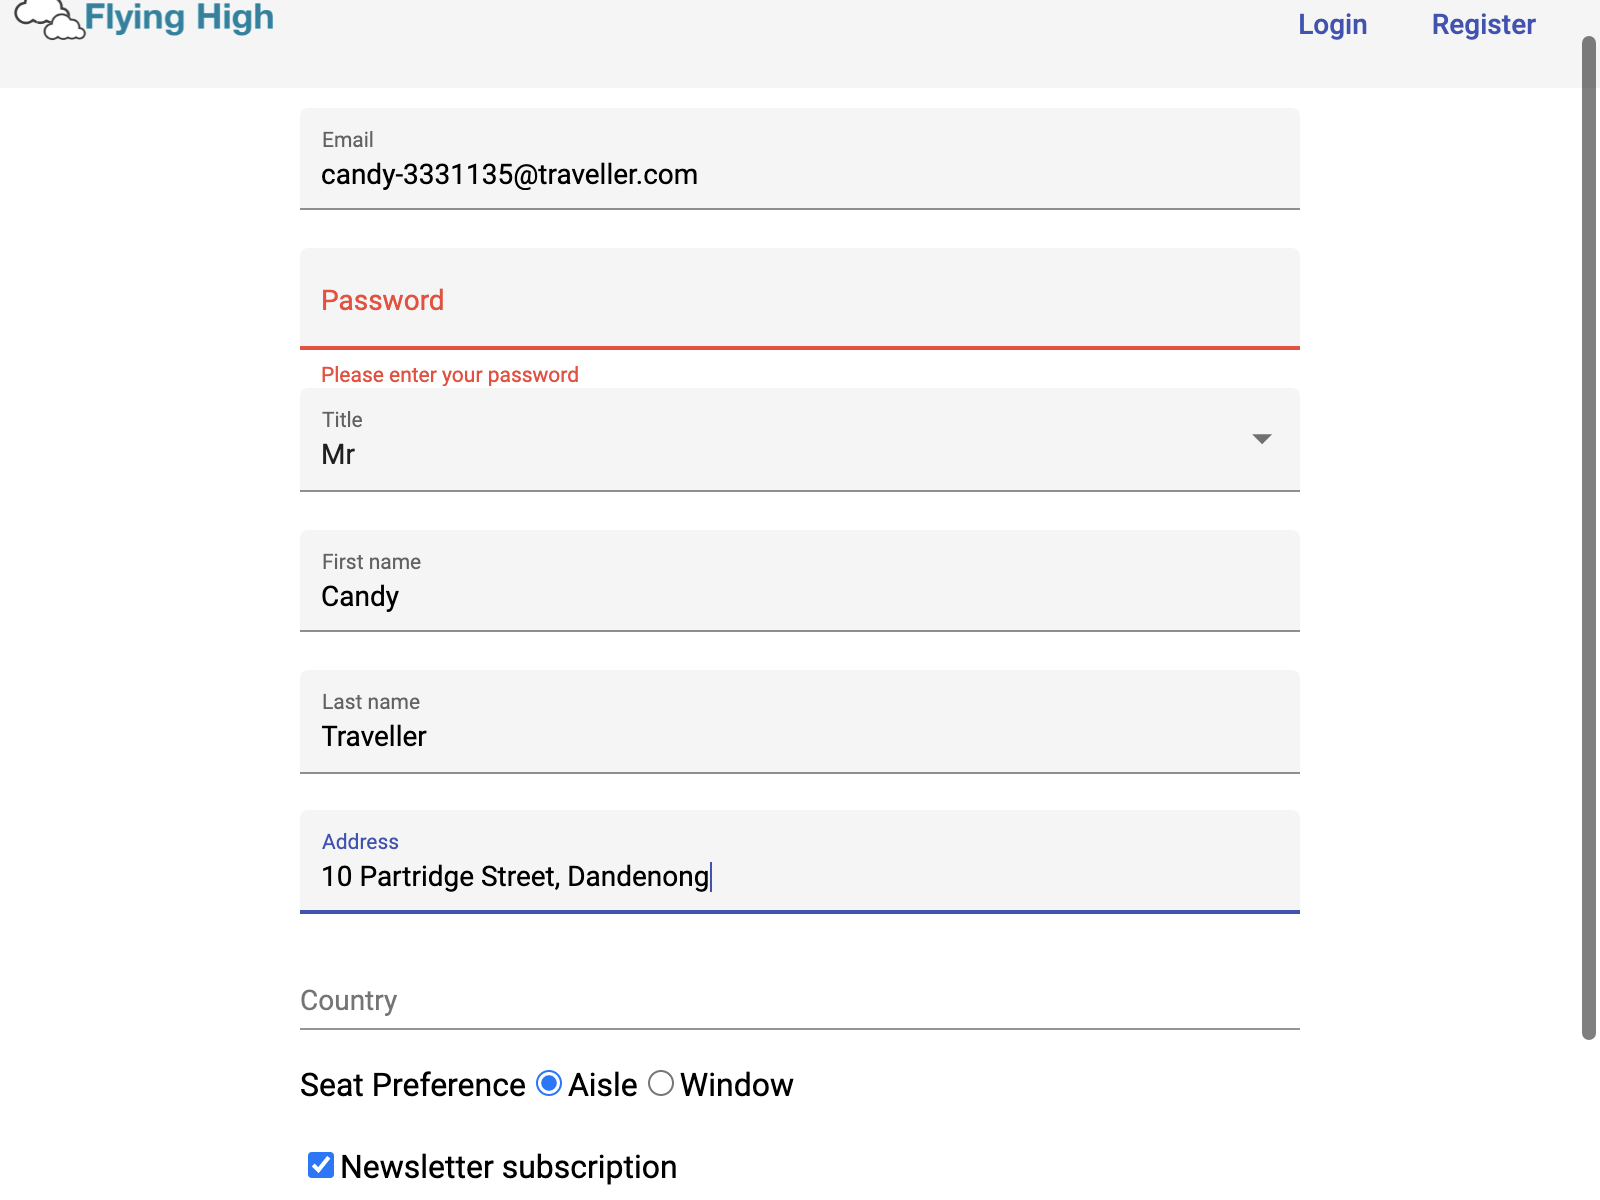 Flying High
Login Register
Email
candy-3331135@traveller.com
Password
Please enter your password
Title
Mr
First name
Candy
Last name
Traveller
Address
10 Partridge Street, Dandenong
Country
Seat Preference Aisle Window
Newsletter subscription